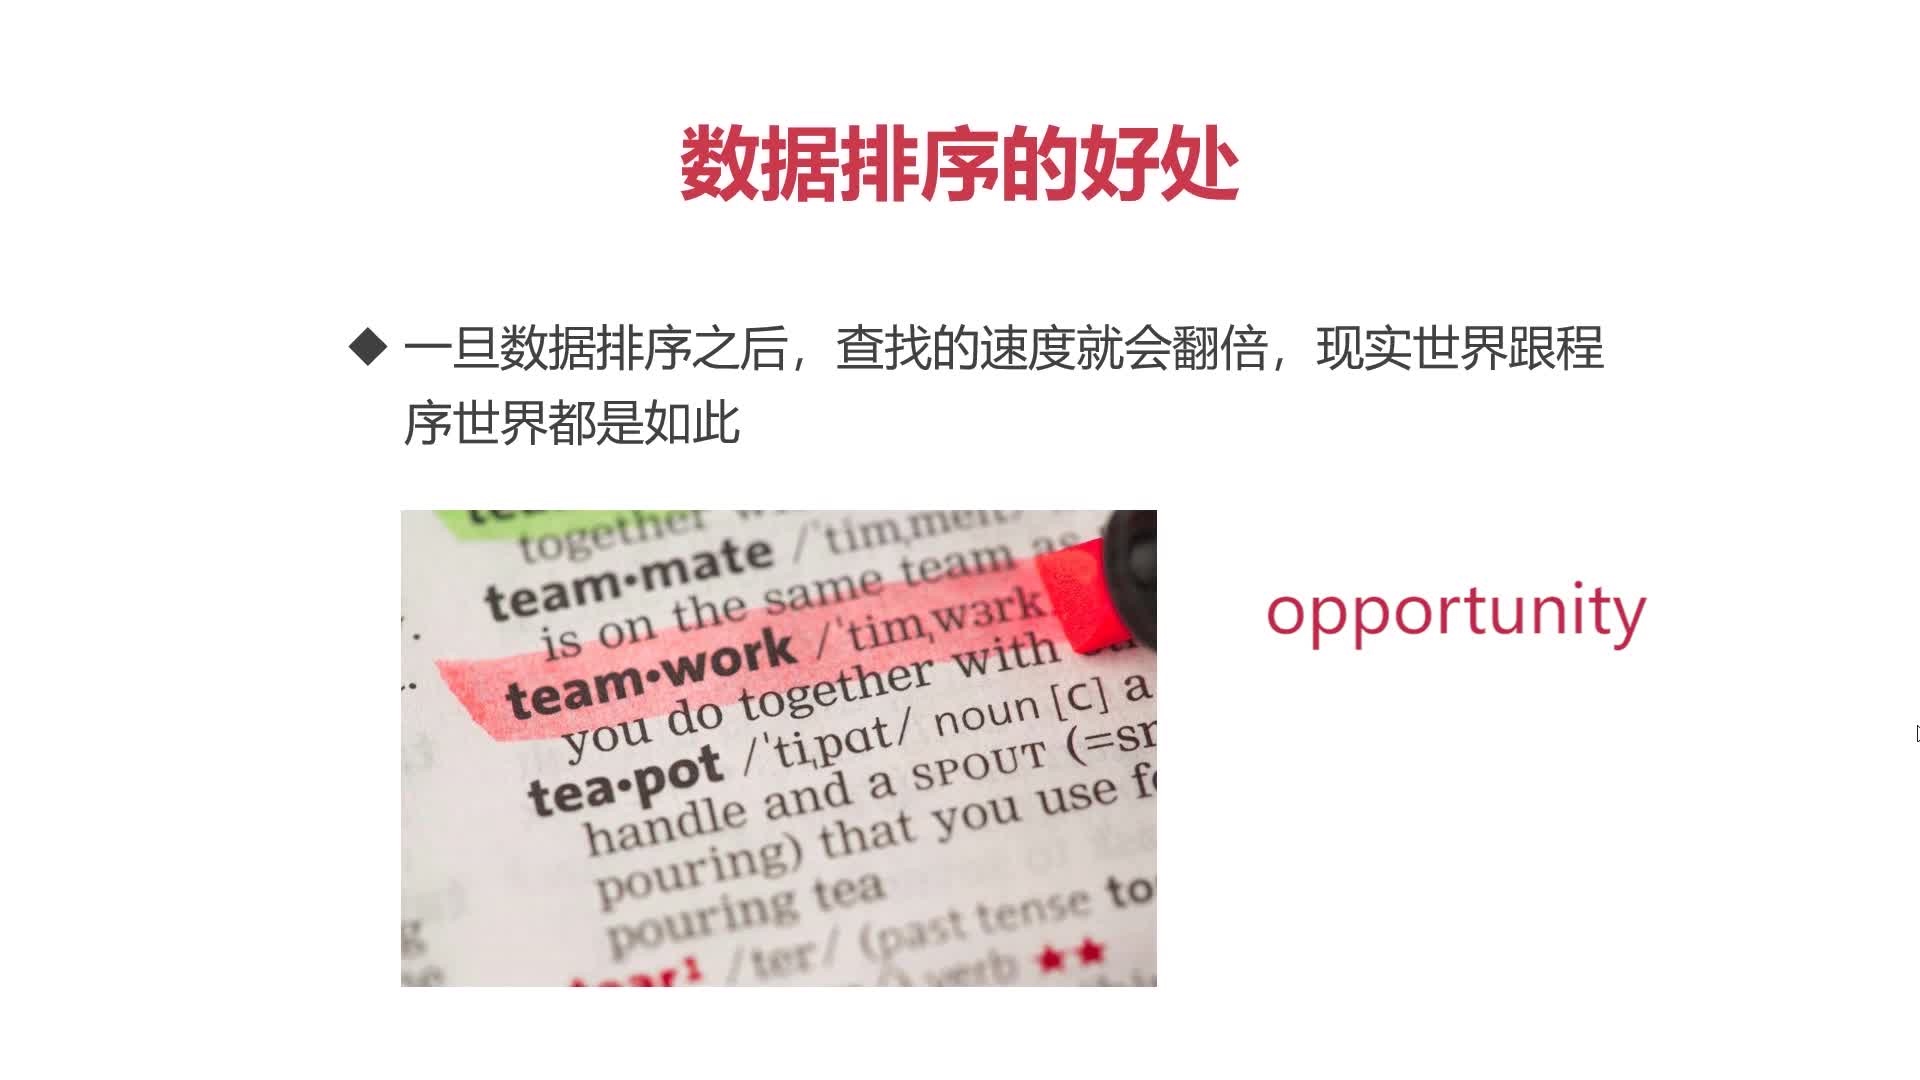 数据排序的好处
◆ 一旦数据排序之后，查找的速度就会翻倍，现实世界跟程
序世界都是如此
together
team•mate /ˈtimˌmeɪt/
is on the same team as
team•work /ˈtimˌwɜrk
you do together with
tea•pot /ˈtiˌpɑt/ noun [C] a
handle and a SPOUT (=sp
pouring) that you use fo
pouring tea
tear¹ /ter/ (past tense to
verb ★★
opportunity